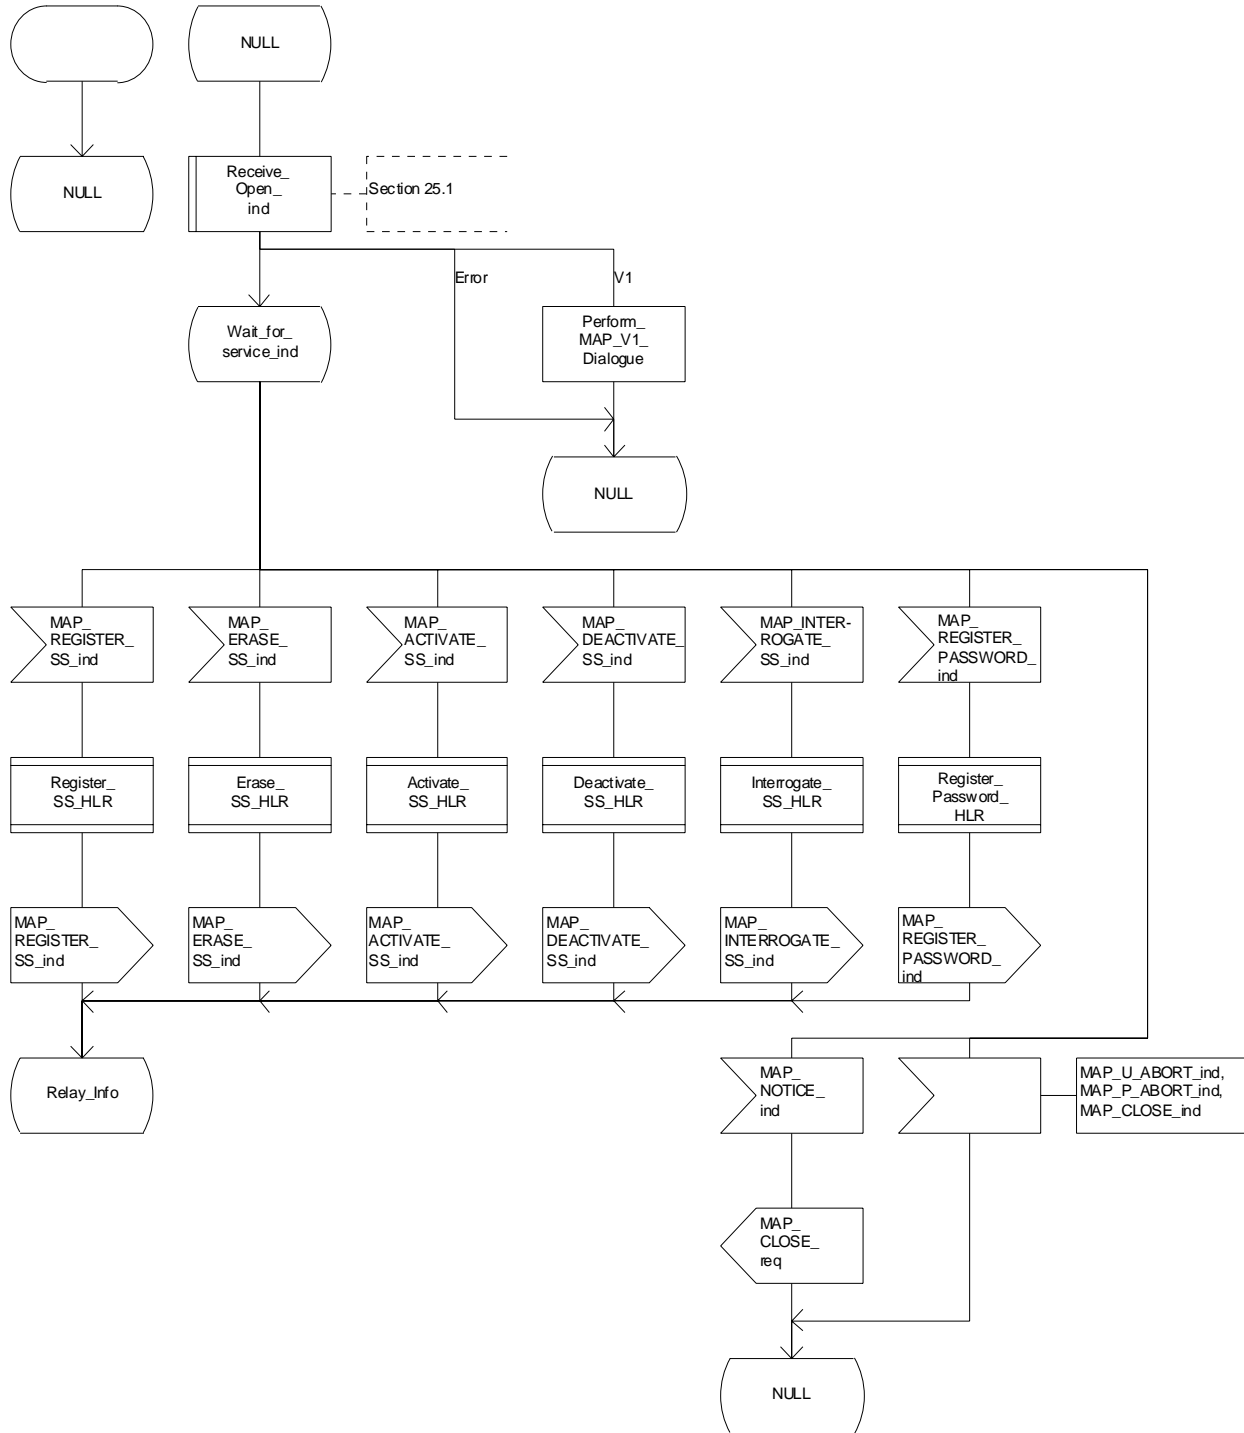 NULL
NULL
Receive_
Open_
ind
Section 25.1
Error
V1
Wait_for_
service_ind
Perform_
MAP_V1_
Dialogue
NULL
MAP_
REGISTER_
SS_ind
MAP_
ERASE_
SS_ind
MAP_
ACTIVATE_
SS_ind
MAP_
DEACTIVATE_
SS_ind
MAP_INTER-
ROGATE_
SS_ind
MAP_
REGISTER_
PASSWORD_
ind
Register_
SS_HLR
Erase_
SS_HLR
Activate_
SS_HLR
Deactivate_
SS_HLR
Interrogate_
SS_HLR
Register_
Password_
HLR
MAP_
REGISTER_
SS_ind
MAP_
ERASE_
SS_ind
MAP_
ACTIVATE_
SS_ind
MAP_
DEACTIVATE_
SS_ind
MAP_
INTERROGATE_
SS_ind
MAP_
REGISTER_
PASSWORD_
ind
Relay_Info
MAP_
NOTICE_
ind
MAP_U_ABORT_ind,
MAP_P_ABORT_ind,
MAP_CLOSE_ind
MAP_
CLOSE_
req
NULL